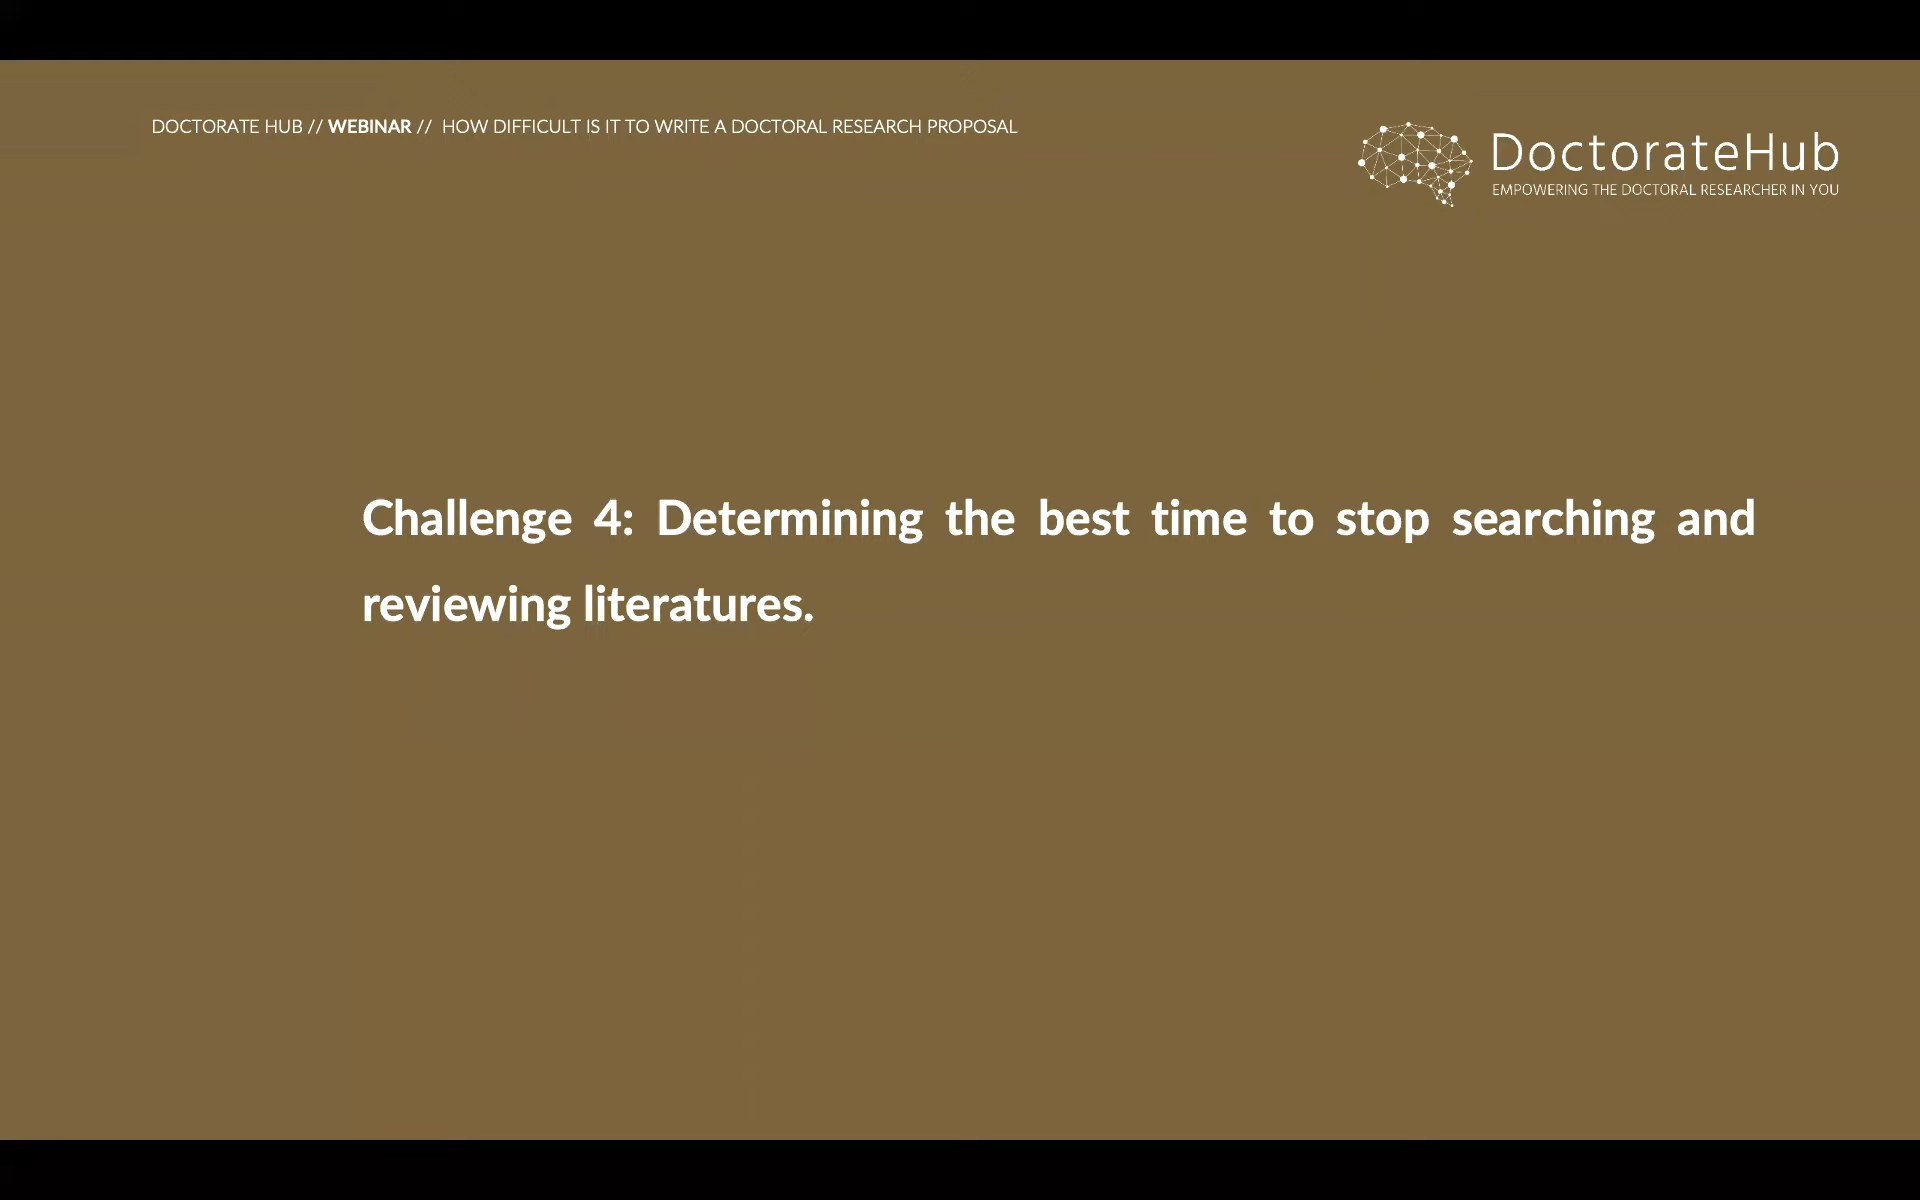 DOCTORATE HUB // WEBINAR // HOW DIFFICULT IS IT TO WRITE A DOCTORAL RESEARCH PROPOSAL
DoctorateHub
EMPOWERING THE DOCTORAL RESEARCHER IN YOU
Challenge 4: Determining the best time to stop searching and
reviewing literatures.